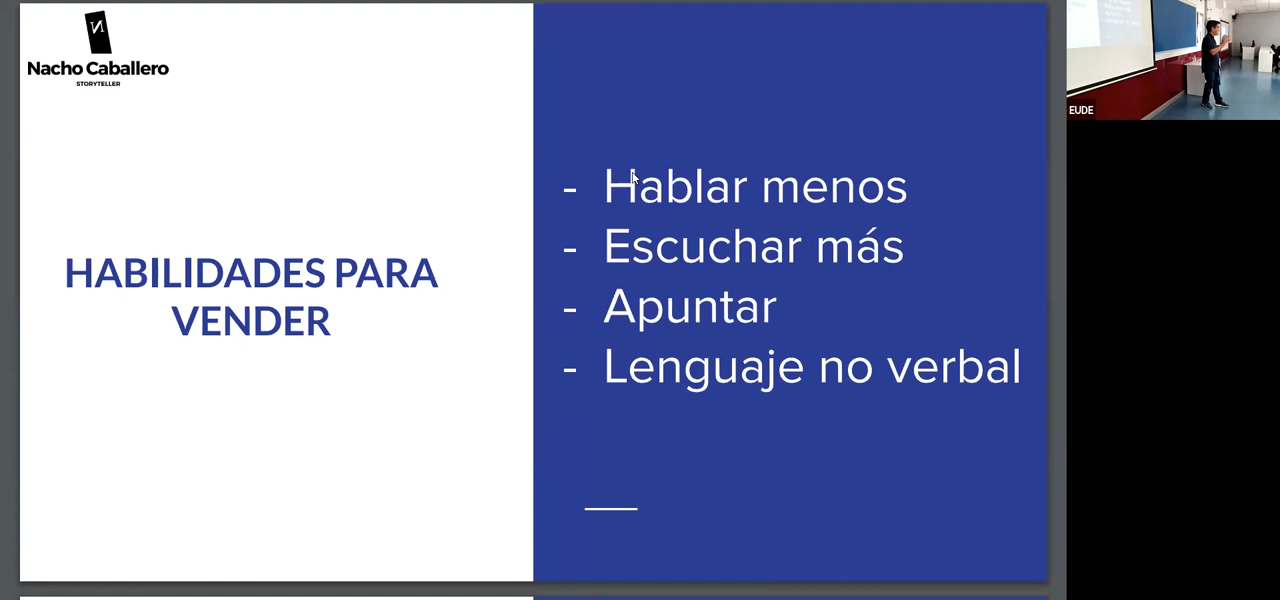 Nacho Caballero
STORYTELLER
HABILIDADES PARA
VENDER
- Hablar menos
- Escuchar más
- Apuntar
- Lenguaje no verbal
EUDE